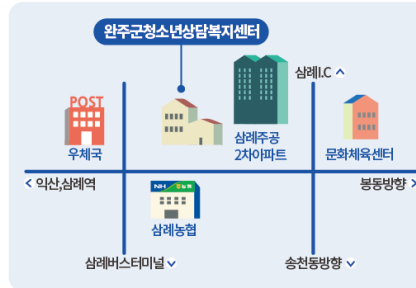 완주군청소년상담복지센터
삼례I.C
POST
우체국
삼례주공
2차아파트
문화체육센터
< 익산,삼례역
봉동방향 >
NH 농협
삼례농협
삼례버스터미널
송천동방향